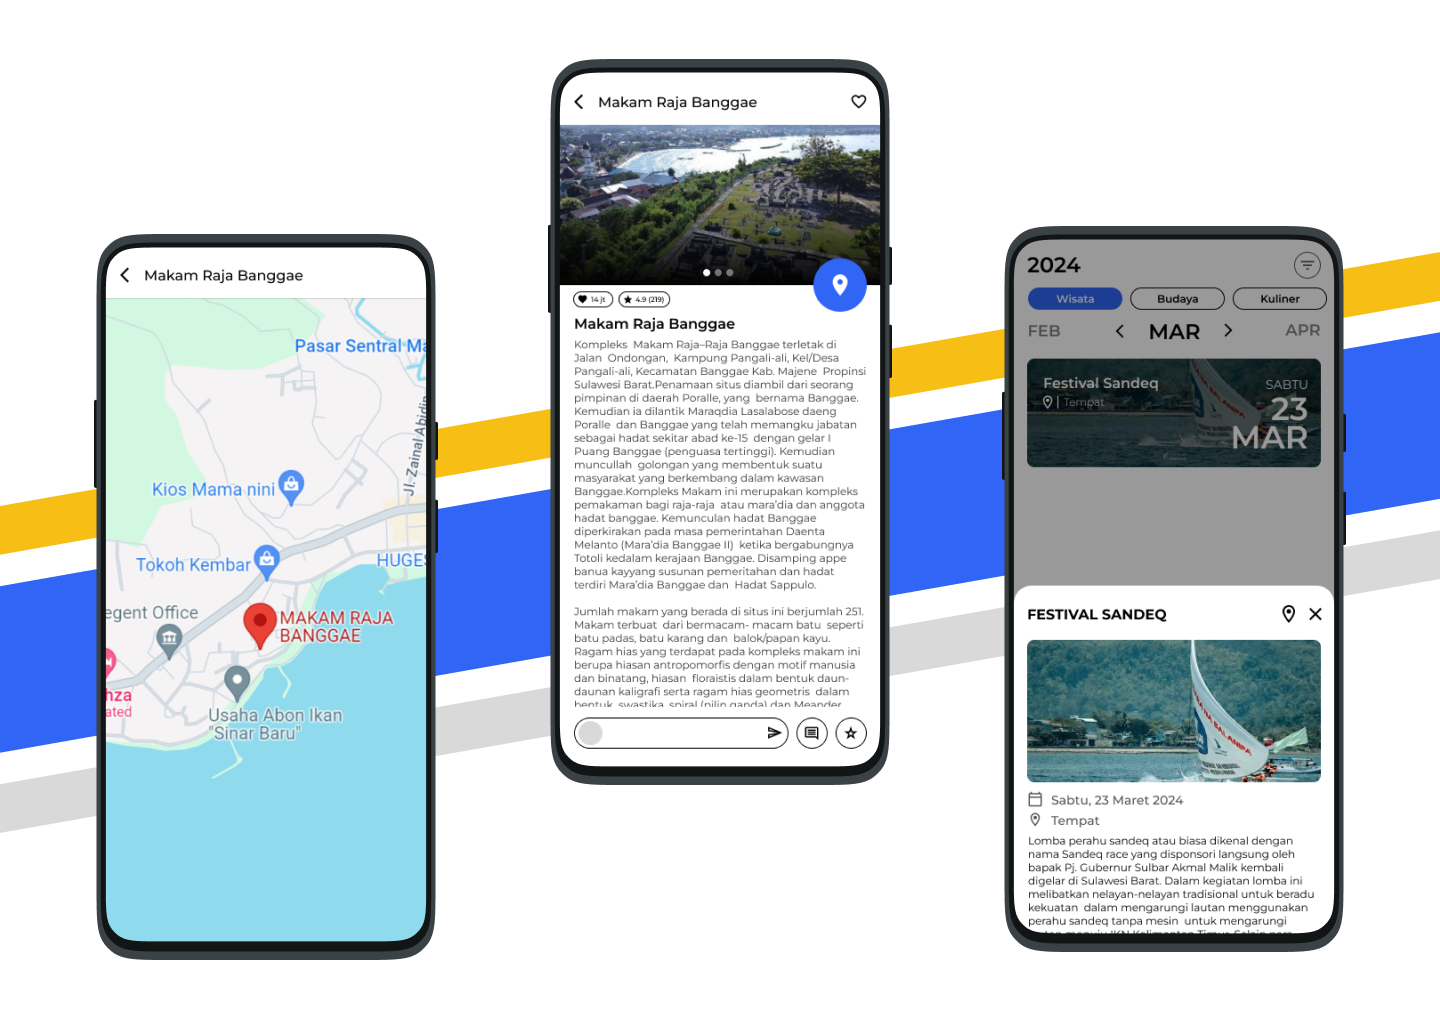 Makam Raja Banggae
Pasar Sentral Ma
Jl. Zainal Abidin
Kios Mama nini
Tokoh Kembar
HUGES
egent Office
MAKAM RAJA
BANGGAE
hza
ated
Usaha Abon Ikan
"Sinar Baru"
Makam Raja Banggae
14 jt
4.9 (219)
Makam Raja Banggae
Kompleks Makam Raja–Raja Banggae terletak di
Jalan Ondongan, Kampung Pangali-ali, Kel/Desa
Pangali-ali, Kecamatan Banggae Kab. Majene Propinsi
Sulawesi Barat.Penamaan situs diambil dari seorang
pimpinan di daerah Poralle, yang bernama Banggae.
Kemudian ia dilantik Maraqdia Lasalabose daeng
Poralle dan Banggae yang telah memangku jabatan
sebagai hadat sekitar abad ke-15 dengan gelar I
Puang Banggae (penguasa tertinggi). Kemudian
muncullah golongan yang membentuk suatu
masyarakat yang berkembang dalam kawasan
Banggae.Kompleks Makam ini merupakan kompleks
pemakaman bagi raja-raja atau mara'dia dan anggota
hadat banggae. Kemunculan hadat Banggae
diperkirakan pada masa pemerintahan Daenta
Melanto (Mara'dia Banggae II) ketika bergabungnya
Totoli kedalam kerajaan Banggae. Disamping appe
banua kayyang susunan pemeritahan dan hadat
terdiri Mara'dia Banggae dan Hadat Sappulo.
Jumlah makam yang berada di situs ini berjumlah 251.
Makam terbuat dari bermacam- macam batu seperti
batu padas, batu karang dan balok/papan kayu.
Ragam hias yang terdapat pada kompleks makam ini
berupa hiasan antropomorfis dengan motif manusia
dan binatang, hiasan floraistis dalam bentuk daun-
daunan kaligrafi serta ragam hias geometris dalam
bentuk, swastika, spiral (pilin ganda) dan Meander
2024
Wisata
Budaya
Kuliner
FEB
MAR
APR
Festival Sandeq
Tempat
SABTU
23
MAR
FESTIVAL SANDEQ
Sabtu, 23 Maret 2024
Tempat
Lomba perahu sandeq atau biasa dikenal dengan
nama Sandeq race yang disponsori langsung oleh
bapak Pj. Gubernur Sulbar Akmal Malik kembali
digelar di Sulawesi Barat. Dalam kegiatan lomba ini
melibatkan nelayan-nelayan tradisional untuk beradu
kekuatan dalam mengarungi lautan menggunakan
perahu sandeq tanpa mesin untuk mengarungi